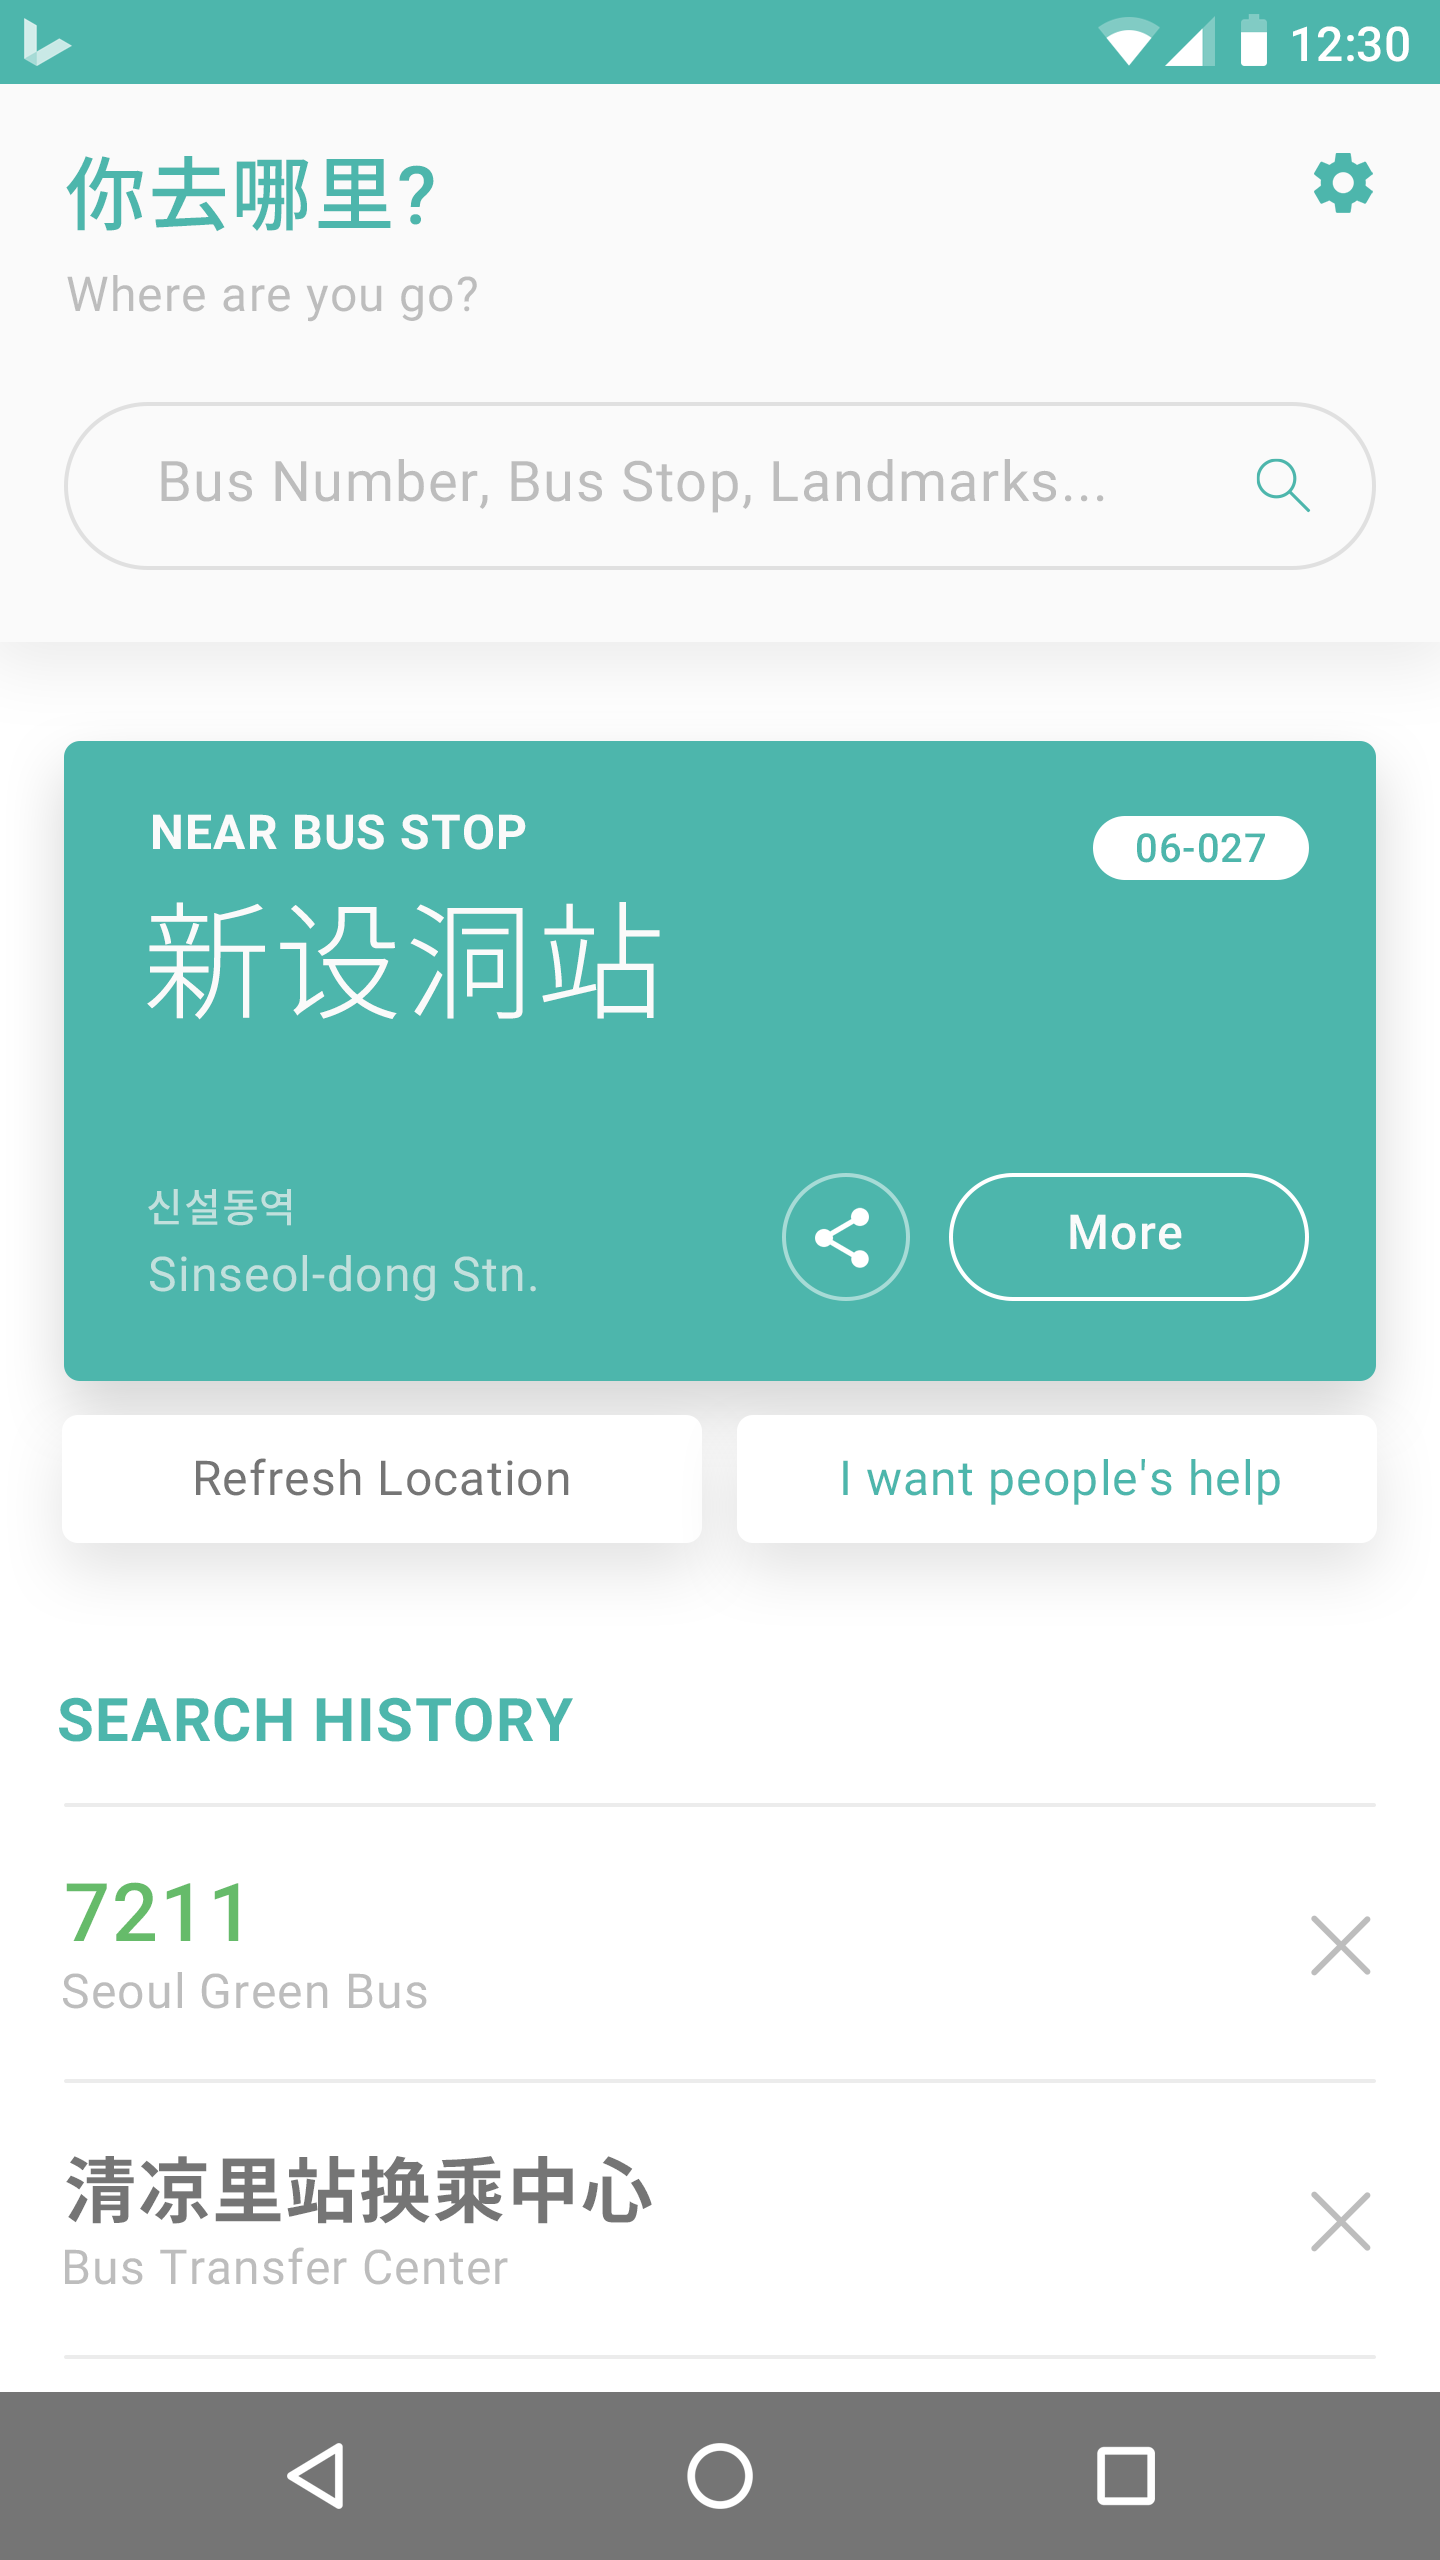 12:30
你去哪里?
Where are you go?
Bus Number, Bus Stop, Landmarks...
NEAR BUS STOP
06-027
新设洞站
신설동역
Sinseol-dong Stn.
More
Refresh Location
I want people's help
SEARCH HISTORY
7211
Seoul Green Bus
清凉里站换乘中心
Bus Transfer Center